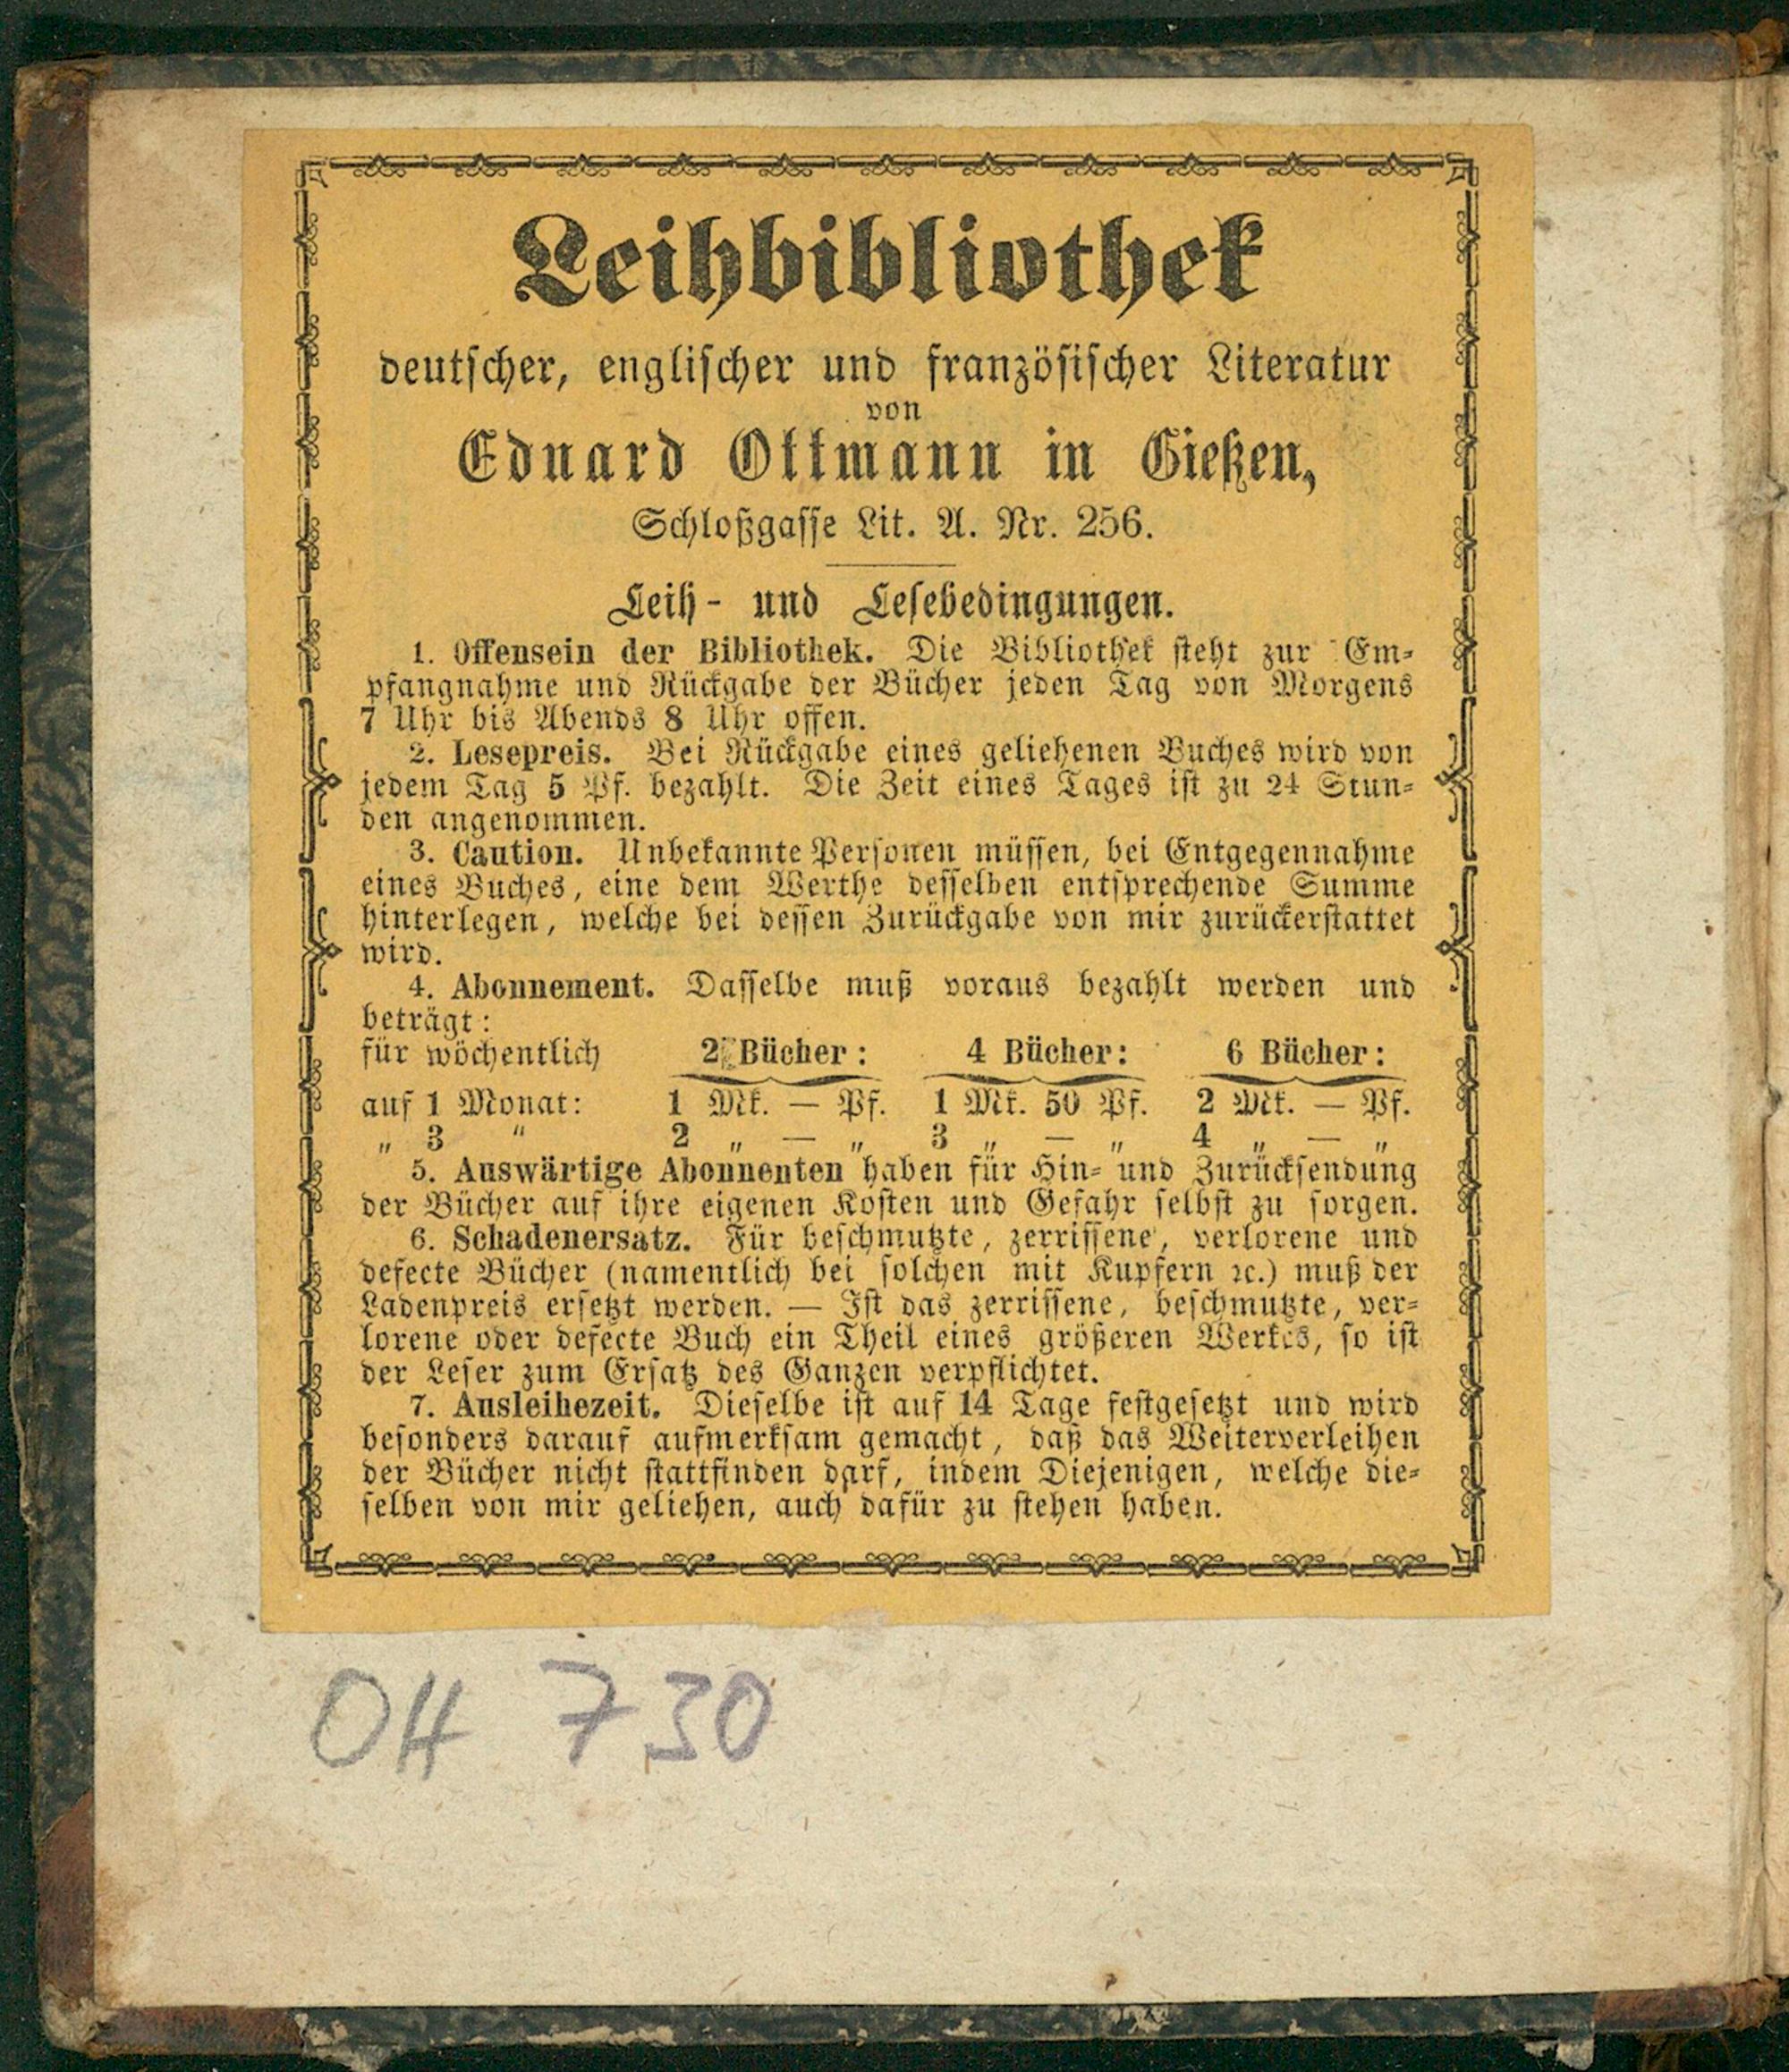 Leihbibliothek
deutscher, englischer und französischer Literatur
von
Eduard Ottmann in Gießen,
Schloßgasse Lit. A. Nr. 256.
Leih- und Lesebedingungen.
1. Offensein der Bibliothek. Die Bibliothek steht zur Em-
pfangnahme und Rückgabe der Bücher jeden Tag von Morgens
7 Uhr bis Abends 8 Uhr offen.
2. Lesepreis. Bei Rückgabe eines geliehenen Buches wird von
jedem Tag 5 Pf. bezahlt. Die Zeit eines Tages ist zu 24 Stun-
den angenommen.
3. Caution. Unbekannte Personen müssen, bei Entgegennahme
eines Buches, eine dem Werthe desselben entsprechende Summe
hinterlegen, welche bei dessen Zurückgabe von mir zurückerstattet
wird.
4. Abonnement. Dasselbe muß voraus bezahlt werden und
beträgt:
für wöchentlich 2 Bücher: 4 Bücher: 6 Bücher:
auf 1 Monat: 1 Mk. — Pf. 1 Mk. 50 Pf. 2 Mk. — Pf.
„ 3 " 2 „ — „ 3 „ — „ 4 „ — „
5. Auswärtige Abonnenten haben für Hin- und Zurücksendung
der Bücher auf ihre eigenen Kosten und Gefahr selbst zu sorgen.
6. Schadenersatz. Für beschmutzte, zerrissene, verlorene und
defecte Bücher (namentlich bei solchen mit Kupfern ꝛc.) muß der
Ladenpreis ersetzt werden. — Ist das zerrissene, beschmutzte, ver-
lorene oder defecte Buch ein Theil eines größeren Werkes, so ist
der Leser zum Ersatz des Ganzen verpflichtet.
7. Ausleihezeit. Dieselbe ist auf 14 Tage festgesetzt und wird
besonders darauf aufmerksam gemacht, daß das Weiterverleihen
der Bücher nicht stattfinden darf, indem Diejenigen, welche die-
selben von mir geliehen, auch dafür zu stehen haben.
OH 730